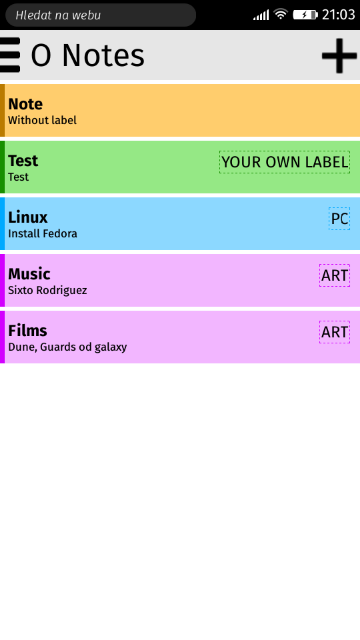 Hledat na webu
21:03
O Notes
Note
Without label
Test
YOUR OWN LABEL
Test
Linux
PC
Install Fedora
Music
ART
Sixto Rodriguez
Films
ART
Dune, Guards od galaxy